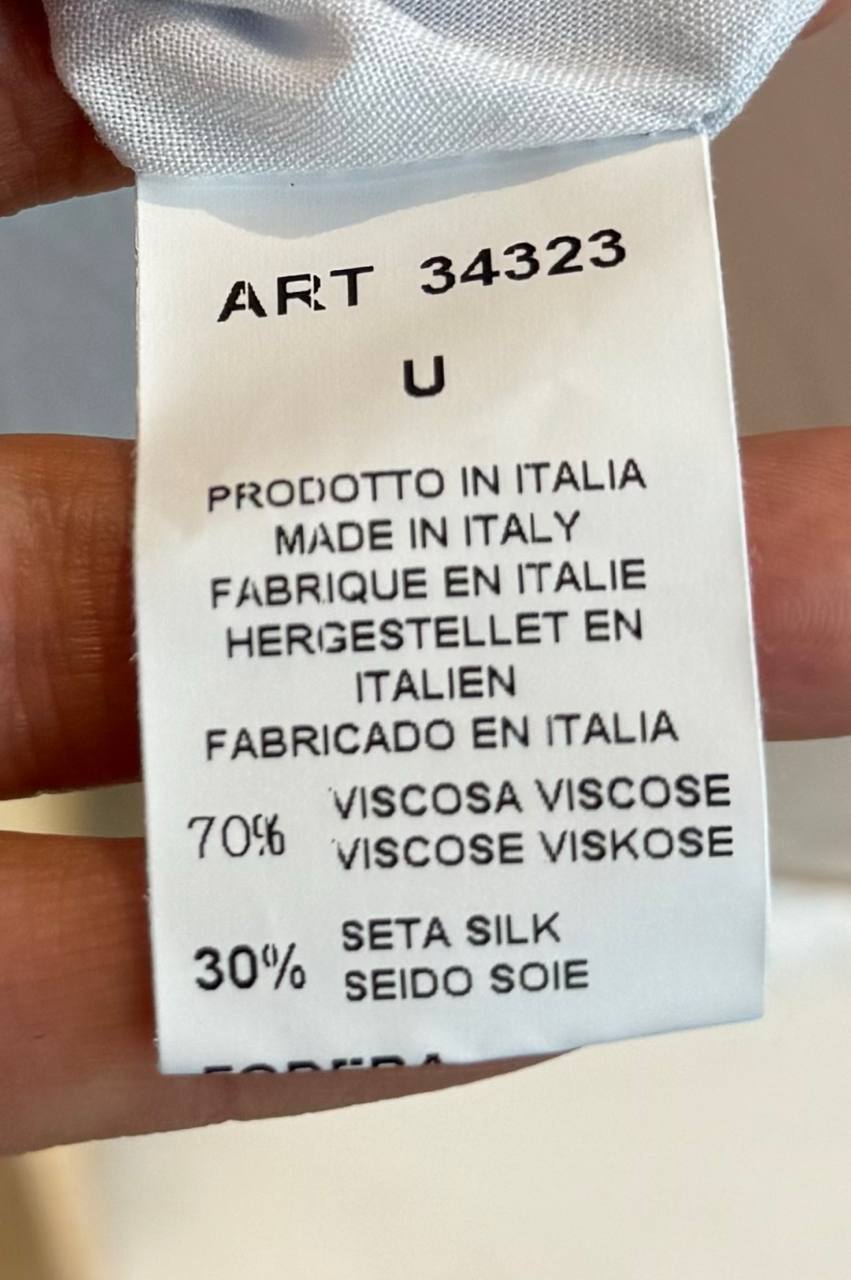 ART 34323
U
PRODOTTO IN ITALIA
MADE IN ITALY
FABRIQUE EN ITALIE
HERGESTELLET EN
ITALIEN
FABRICADO EN ITALIA
70% VISCOSA VISCOSE
VISCOSE VISKOSE
30% SETA SILK
SEIDO SOIE